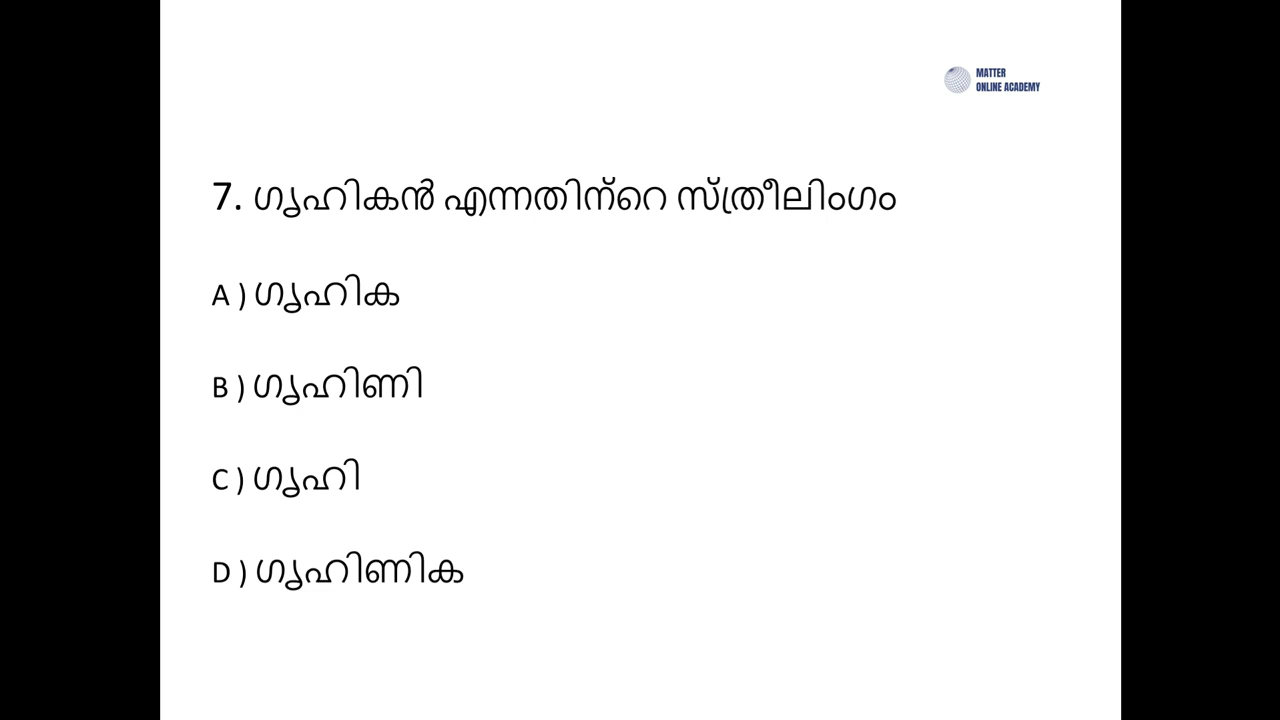 MATTER
ONLINE ACADEMY
7. ഗൃഹികൻ എന്നതിന്റെ സ്ത്രീലിംഗം
A ) ഗൃഹിക
B ) ഗൃഹിണി
C ) ഗൃഹി
D ) ഗൃഹിണിക